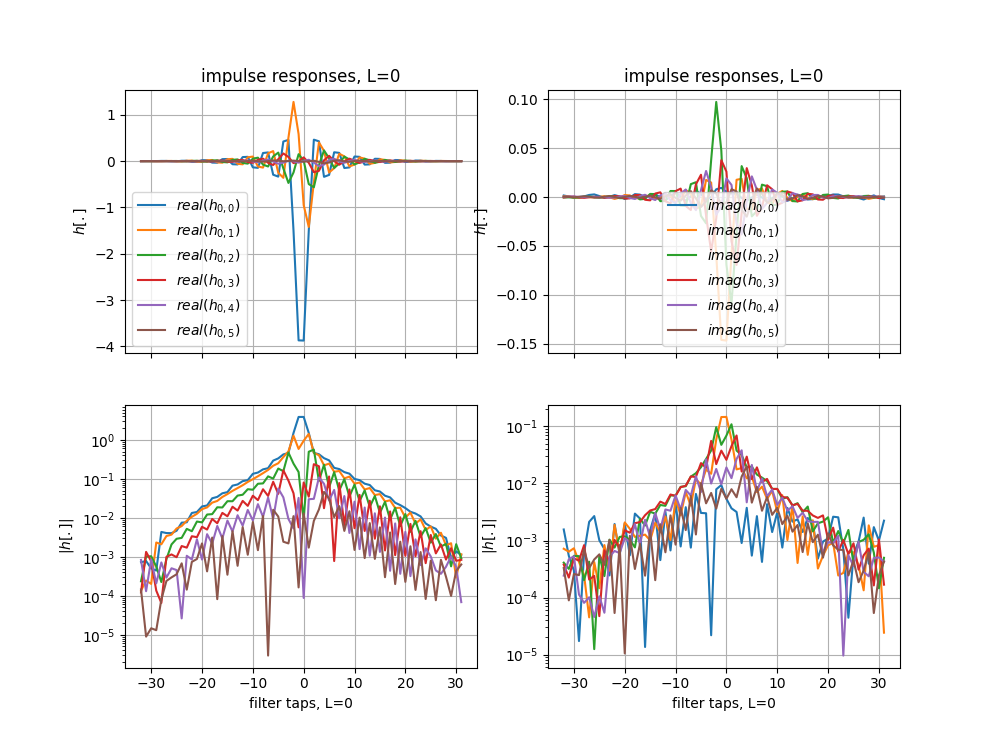 impulse responses, L=0
1
0
−1
−2
−3
−4
h[.]
real(h0,0)
real(h0,1)
real(h0,2)
real(h0,3)
real(h0,4)
real(h0,5)
impulse responses, L=0
0.10
0.05
0.00
−0.05
−0.10
−0.15
h[.]
imag(h0,0)
imag(h0,1)
imag(h0,2)
imag(h0,3)
imag(h0,4)
imag(h0,5)
10^0
10^−1
10^−2
10^−3
10^−4
10^−5
|h[.]|
−30 −20 −10 0 10 20 30
filter taps, L=0
10^−1
10^−2
10^−3
10^−4
10^−5
|h[.]|
−30 −20 −10 0 10 20 30
filter taps, L=0